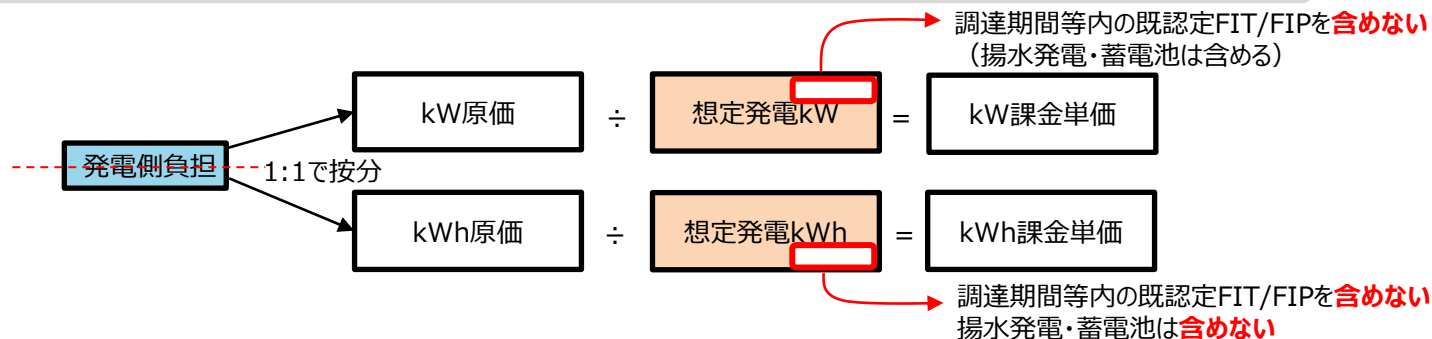 調達期間等内の既認定FIT/FIPを含めない
（揚水発電・蓄電池は含める）
kW原価 ÷ 想定発電kW = kW課金単価
発電側負担 1:1で按分
kWh原価 ÷ 想定発電kWh = kWh課金単価
調達期間等内の既認定FIT/FIPを含めない
揚水発電・蓄電池は含めない